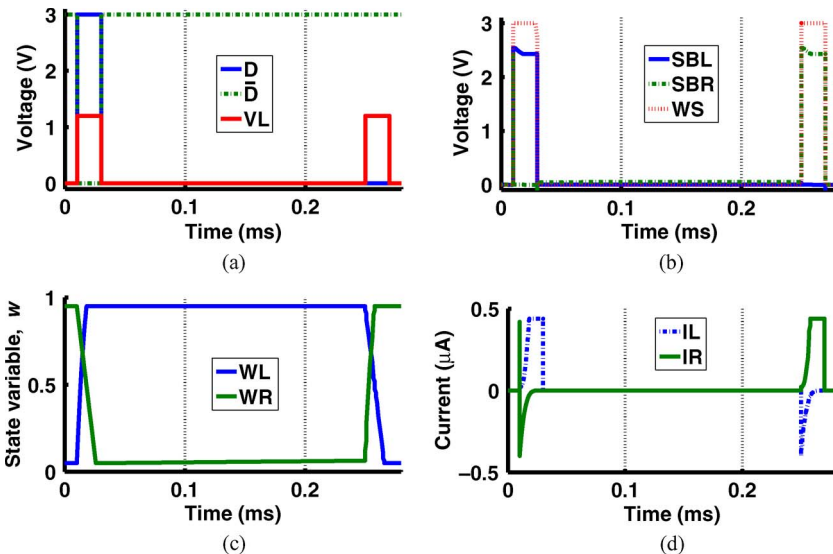 Voltage (V)
3
2
1
0
D
D̄
VL
0
0.1
0.2
Time (ms)
(a)
Voltage (V)
3
2
1
0
SBL
SBR
WS
0
0.1
0.2
Time (ms)
(b)
State variable, w
1
0.5
0
WL
WR
0
0.1
0.2
Time (ms)
(c)
Current (μA)
0.5
0
−0.5
IL
IR
0
0.1
0.2
Time (ms)
(d)